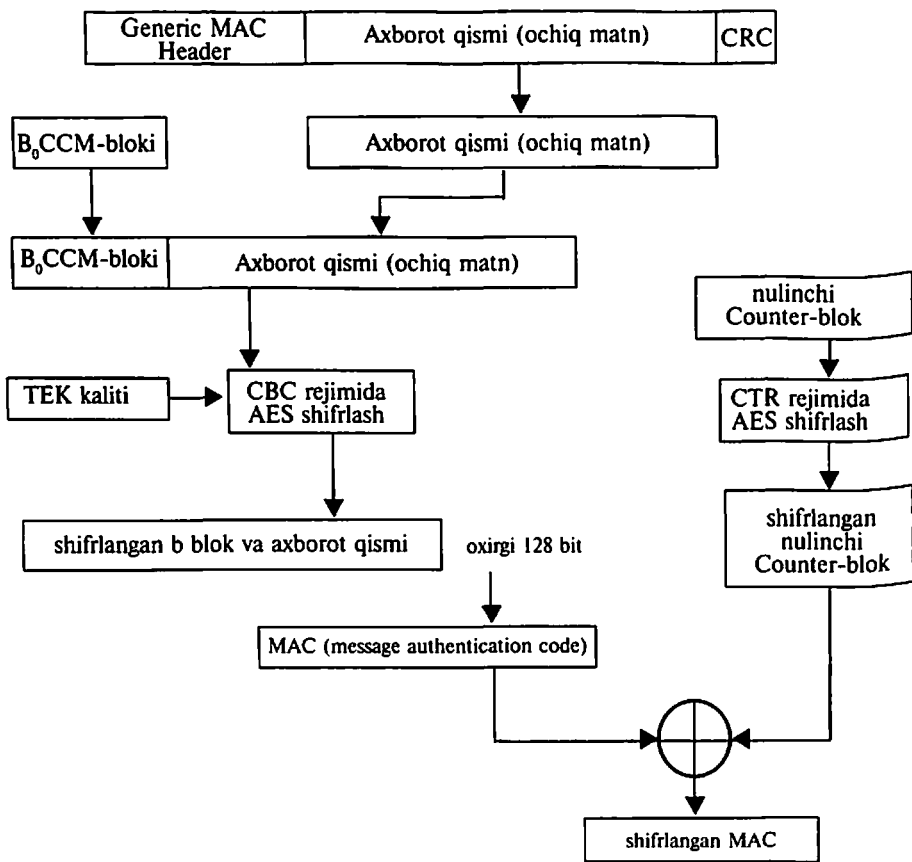 Generic MAC
Header
Axborot qismi (ochiq matn)
CRC
Axborot qismi (ochiq matn)
B₀CCM-bloki
B₀CCM-bloki
Axborot qismi (ochiq matn)
nulinchi
Counter-blok
TEK kaliti
CBC rejimida
AES shifrlash
CTR rejimida
AES shifrlash
shifrlangan b blok va axborot qismi
oxirgi 128 bit
shifrlangan
nulinchi
Counter-blok
MAC (message authentication code)
shifrlangan MAC